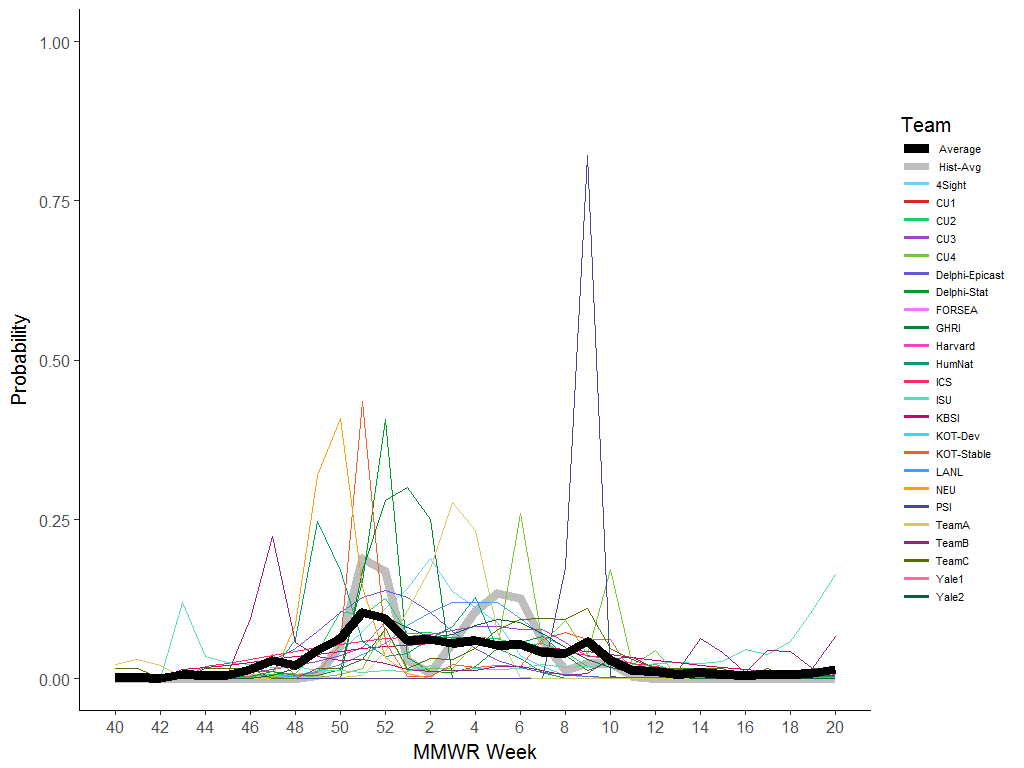 1.00
0.75
0.50
0.25
0.00
Probability
40 42 44 46 48 50 52 2 4 6 8 10 12 14 16 18 20
MMWR Week
Team
Average
Hist-Avg
4Sight
CU1
CU2
CU3
CU4
Delphi-Epicast
Delphi-Stat
FORSEA
GHRI
Harvard
HumNat
ICS
ISU
KBSI
KOT-Dev
KOT-Stable
LANL
NEU
PSI
TeamA
TeamB
TeamC
Yale1
Yale2